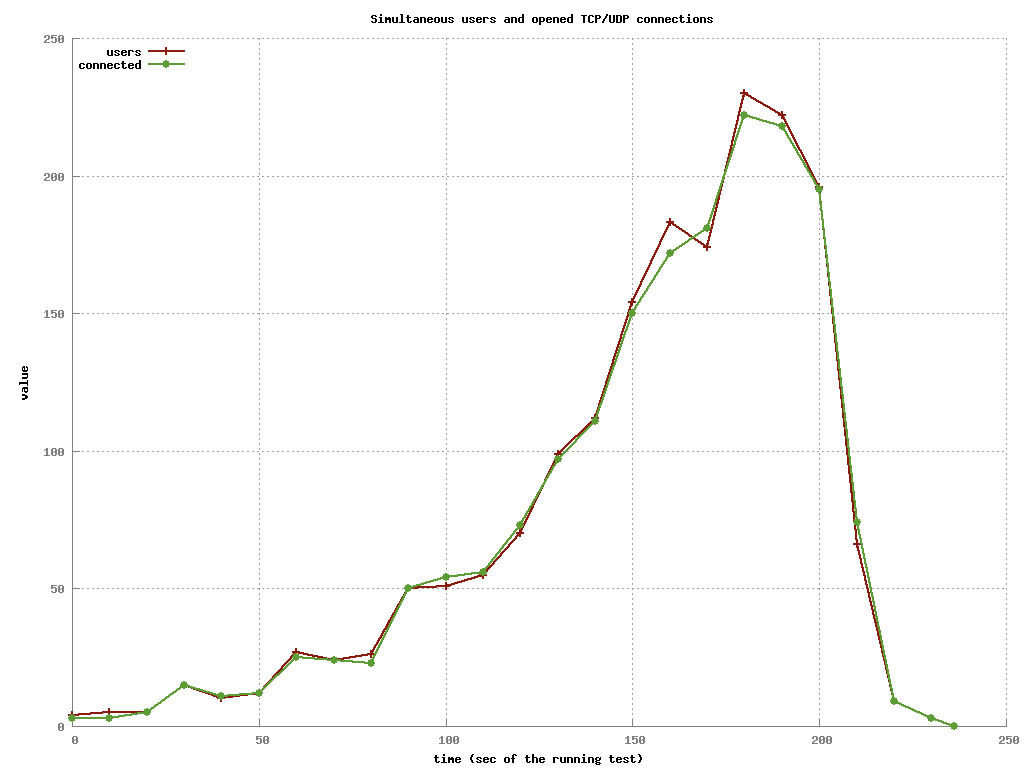 Simultaneous users and opened TCP/UDP connections
250
users
connected
200
150
value
100
50
0
0 50 100 150 200 250
time (sec of the running test)